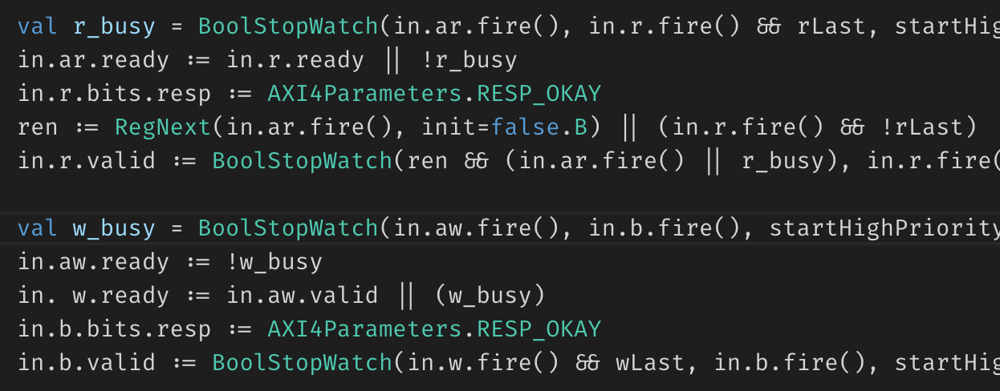 val r_busy = BoolStopWatch(in.ar.fire(), in.r.fire() && rLast, startHig
in.ar.ready := in.r.ready || !r_busy
in.r.bits.resp := AXI4Parameters.RESP_OKAY
ren := RegNext(in.ar.fire(), init=false.B) || (in.r.fire() && !rLast)
in.r.valid := BoolStopWatch(ren && (in.ar.fire() || r_busy), in.r.fire(
val w_busy = BoolStopWatch(in.aw.fire(), in.b.fire(), startHighPriority
in.aw.ready := !w_busy
in. w.ready := in.aw.valid || (w_busy)
in.b.bits.resp := AXI4Parameters.RESP_OKAY
in.b.valid := BoolStopWatch(in.w.fire() && wLast, in.b.fire(), startHig